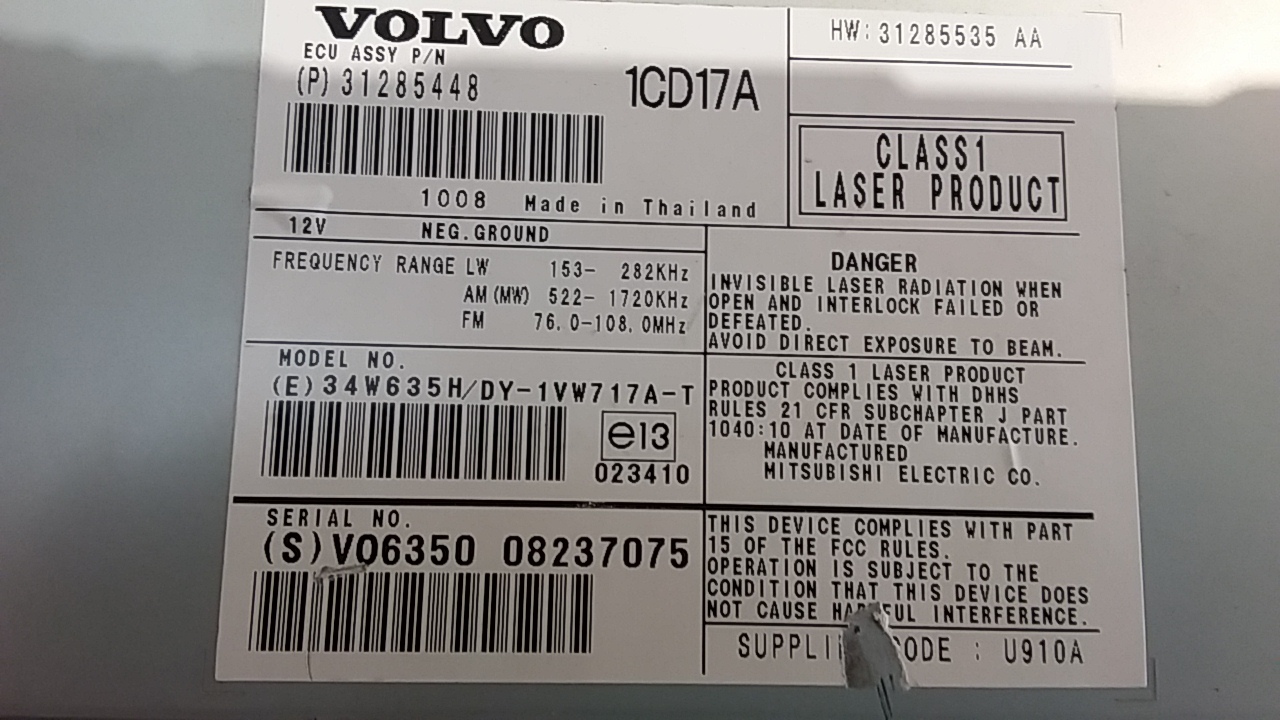 VOLVO
ECU ASSY P/N
(P) 31285448
1CD17A
HW: 31285535 AA
CLASS1
LASER PRODUCT
1008 Made in Thailand
12V NEG.GROUND
FREQUENCY RANGE LW 153- 282KHz
AM (MW) 522- 1720KHz
FM 76.0-108.0MHz
DANGER
INVISIBLE LASER RADIATION WHEN
OPEN AND INTERLOCK FAILED OR
DEFEATED.
AVOID DIRECT EXPOSURE TO BEAM.
MODEL NO.
(E) 34W635H/DY-1VW717A-T
e13
023410
CLASS 1 LASER PRODUCT
PRODUCT COMPLIES WITH DHHS
RULES 21 CFR SUBCHAPTER J PART
1040:10 AT DATE OF MANUFACTURE.
MANUFACTURED
MITSUBISHI ELECTRIC CO.
SERIAL NO.
(S) VO6350 08237075
THIS DEVICE COMPLIES WITH PART
15 OF THE FCC RULES.
OPERATION IS SUBJECT TO THE
CONDITION THAT THIS DEVICE DOES
NOT CAUSE HARMFUL INTERFERENCE.
: U910A